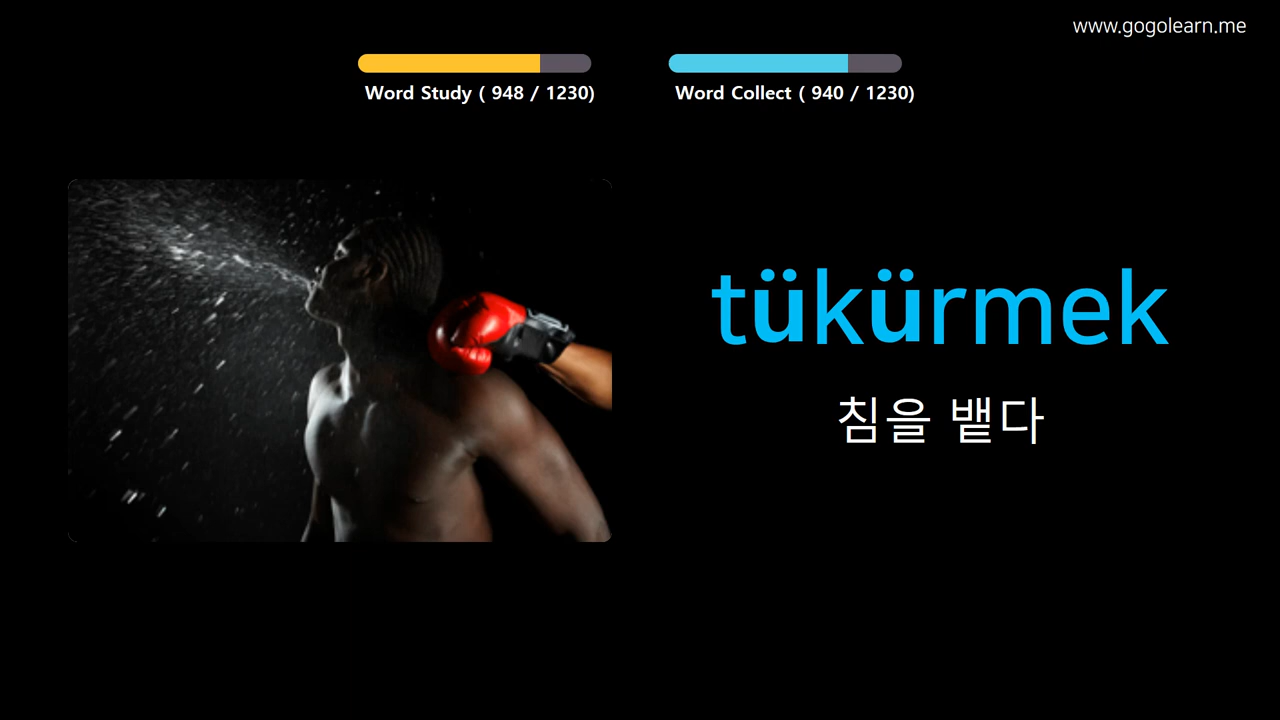 www.gogolearn.me
Word Study ( 948 / 1230)
Word Collect ( 940 / 1230)
tükürmek
침을 뱉다